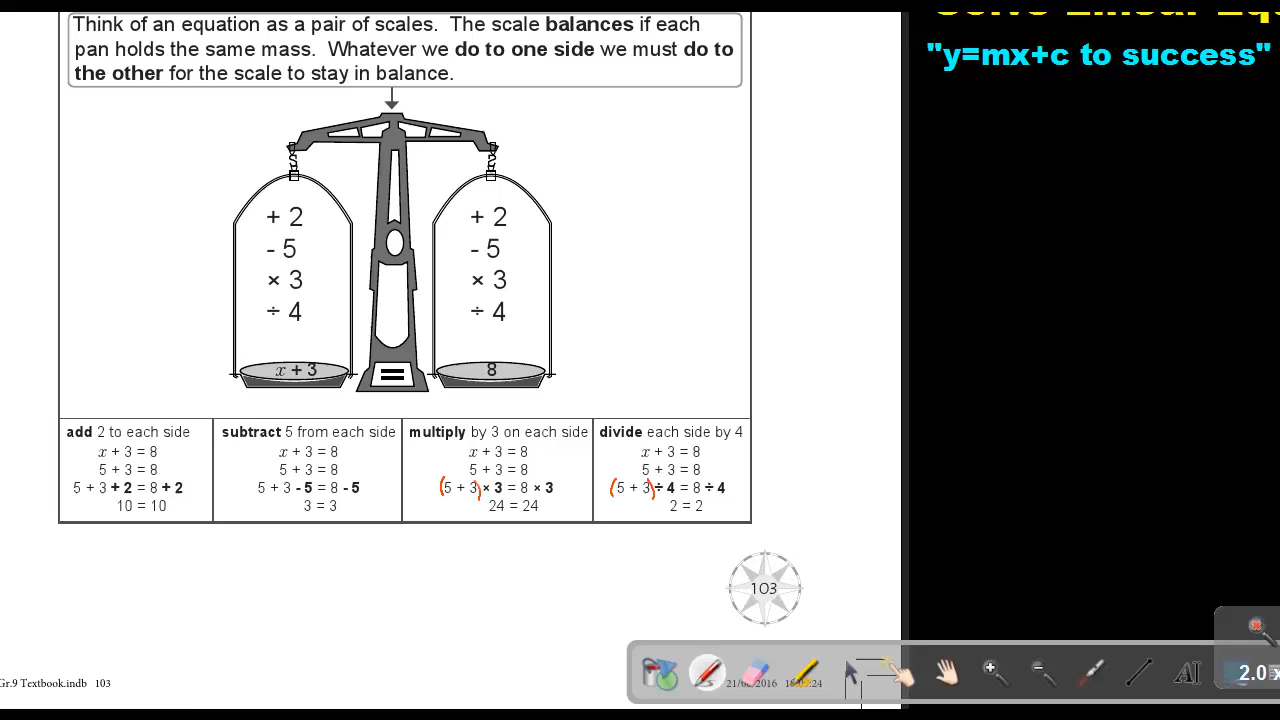 Think of an equation as a pair of scales. The scale balances if each
pan holds the same mass. Whatever we do to one side we must do to
the other for the scale to stay in balance.
"y=mx+c to success"
+ 2
- 5
× 3
÷ 4
x + 3
+ 2
- 5
× 3
÷ 4
8
=
add 2 to each side
x + 3 = 8
5 + 3 = 8
5 + 3 + 2 = 8 + 2
10 = 10
subtract 5 from each side
x + 3 = 8
5 + 3 = 8
5 + 3 - 5 = 8 - 5
3 = 3
multiply by 3 on each side
x + 3 = 8
5 + 3 = 8
(5 + 3) × 3 = 8 × 3
24 = 24
divide each side by 4
x + 3 = 8
5 + 3 = 8
(5 + 3) ÷ 4 = 8 ÷ 4
2 = 2
103
Gr.9 Textbook.indb 103
AI
2.0 x